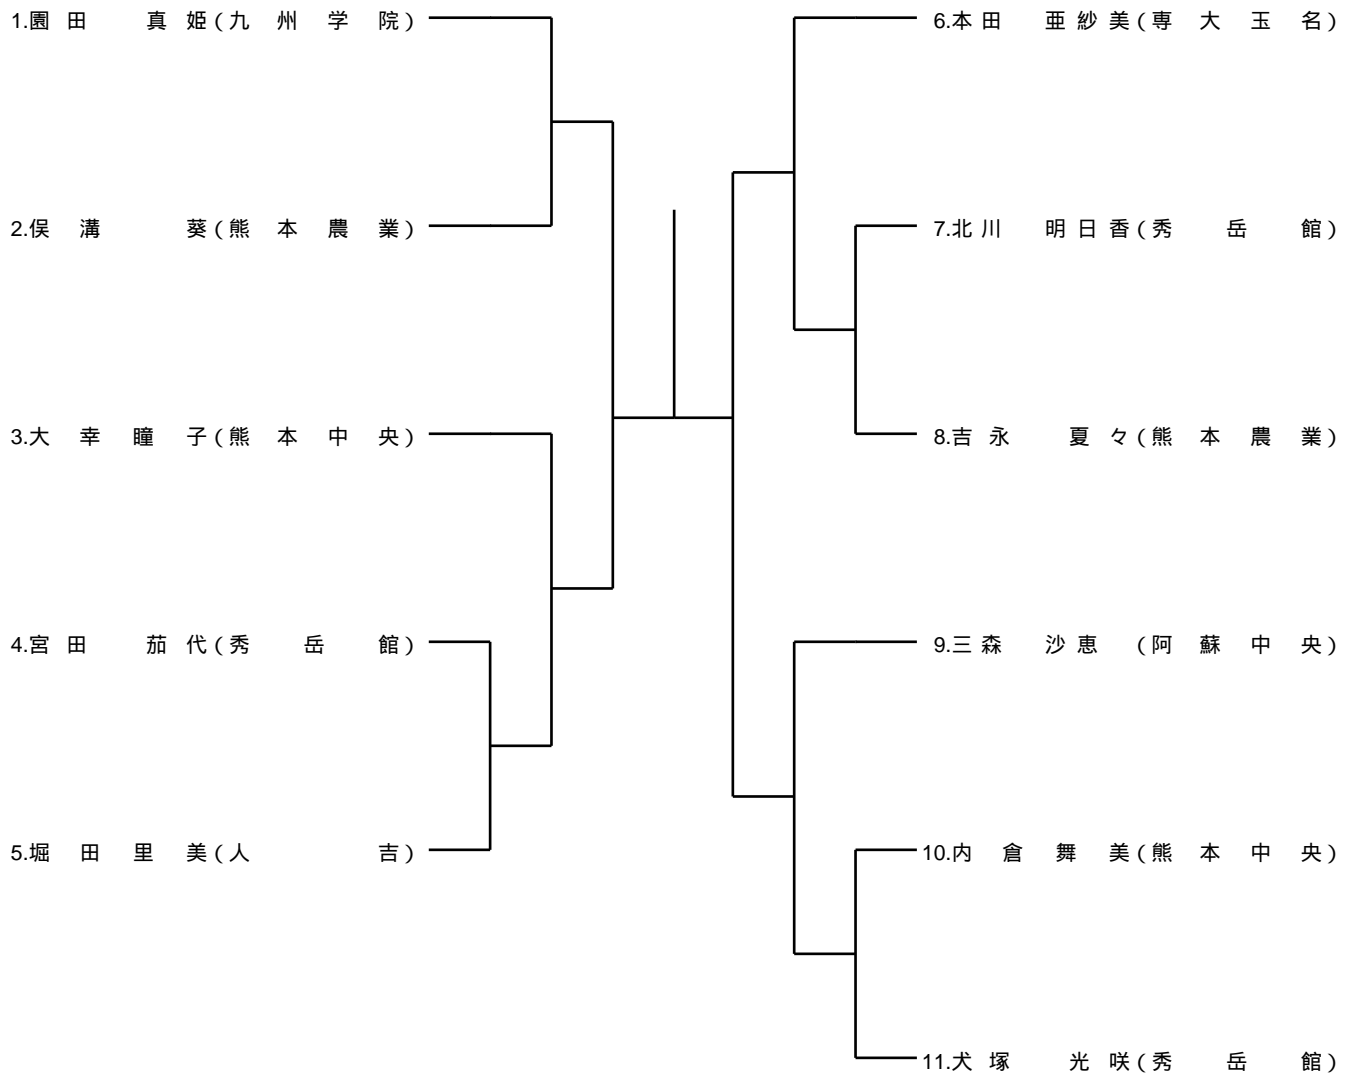 1.園田 真姫(九州学院)
2.俣溝 葵(熊本農業)
3.大幸瞳子(熊本中央)
4.宮田 茄代(秀岳館)
5.堀田里美(人吉)
6.本田 亜紗美(専大玉名)
7.北川 明日香(秀岳館)
8.吉永 夏々(熊本農業)
9.三森 沙恵(阿蘇中央)
10.内倉舞美(熊本中央)
11.犬塚 光咲(秀岳館)